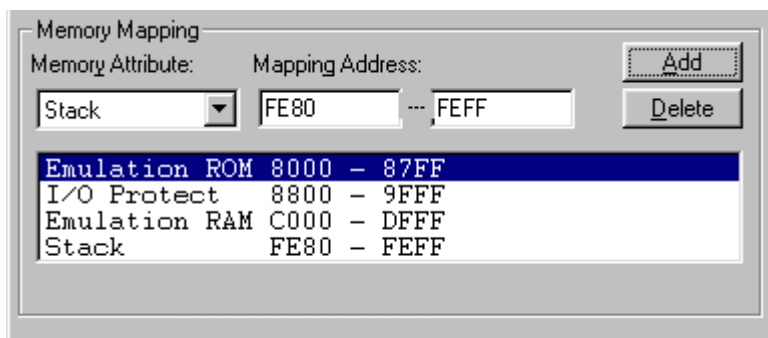 Memory Mapping
Memory Attribute: Mapping Address: Add
Stack FE80 --- FEFF Delete
Emulation ROM 8000 – 87FF
I/O Protect 8800 – 9FFF
Emulation RAM C000 – DFFF
Stack FE80 – FEFF